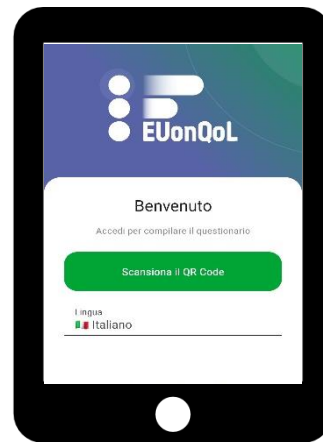 EUonQoL
Benvenuto
Accedi per compilare il questionario
Scansiona il QR Code
Lingua
Italiano